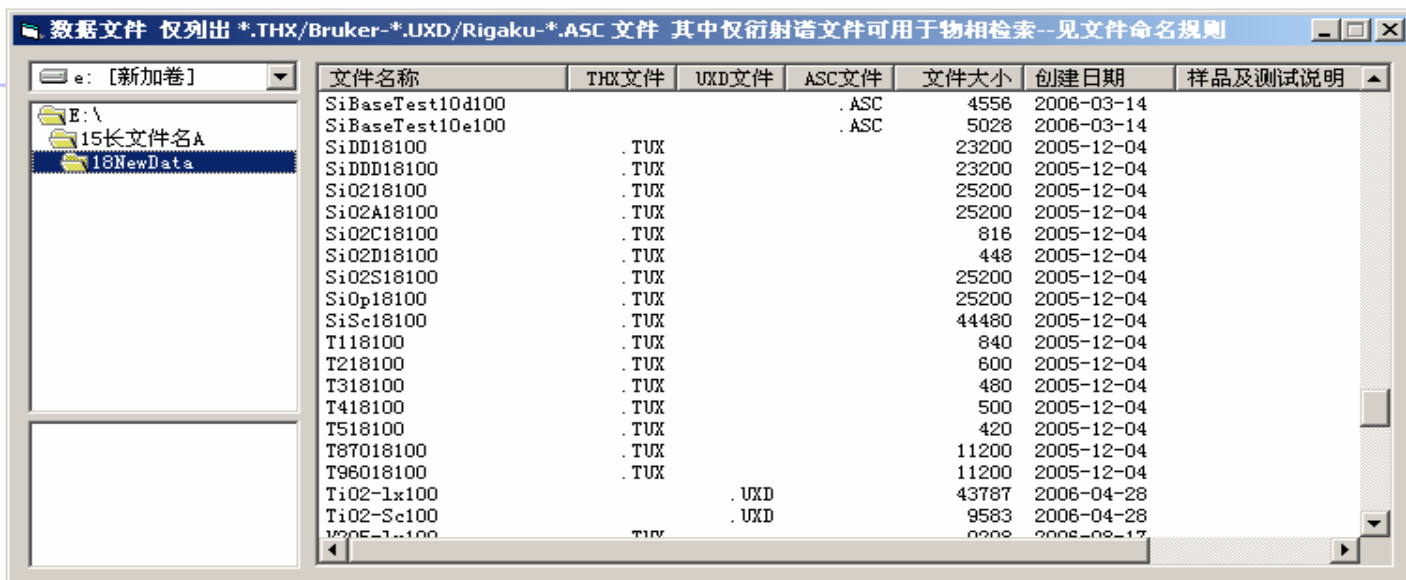 数据文件 仅列出 *.THX/Bruker-*.UXD/Rigaku-*.ASC 文件 其中仅衍射谱文件可用于物相检索--见文件命名规则
e: [新加卷]
E:\
15长文件名A
18NewData
文件名称 THX文件 UXD文件 ASC文件 文件大小 创建日期 样品及测试说明
SiBaseTest10d100 .ASC 4556 2006-03-14
SiBaseTest10e100 .ASC 5028 2006-03-14
SiDD18100 .TUX 23200 2005-12-04
SiDDD18100 .TUX 23200 2005-12-04
SiO218100 .TUX 25200 2005-12-04
SiO2A18100 .TUX 25200 2005-12-04
SiO2C18100 .TUX 816 2005-12-04
SiO2D18100 .TUX 448 2005-12-04
SiO2S18100 .TUX 25200 2005-12-04
SiOp18100 .TUX 25200 2005-12-04
SiSc18100 .TUX 44480 2005-12-04
T118100 .TUX 840 2005-12-04
T218100 .TUX 600 2005-12-04
T318100 .TUX 480 2005-12-04
T418100 .TUX 500 2005-12-04
T518100 .TUX 420 2005-12-04
T87018100 .TUX 11200 2005-12-04
T96018100 .TUX 11200 2005-12-04
TiO2-lx100 .UXD 43787 2006-04-28
TiO2-Sc100 .UXD 9583 2006-04-28